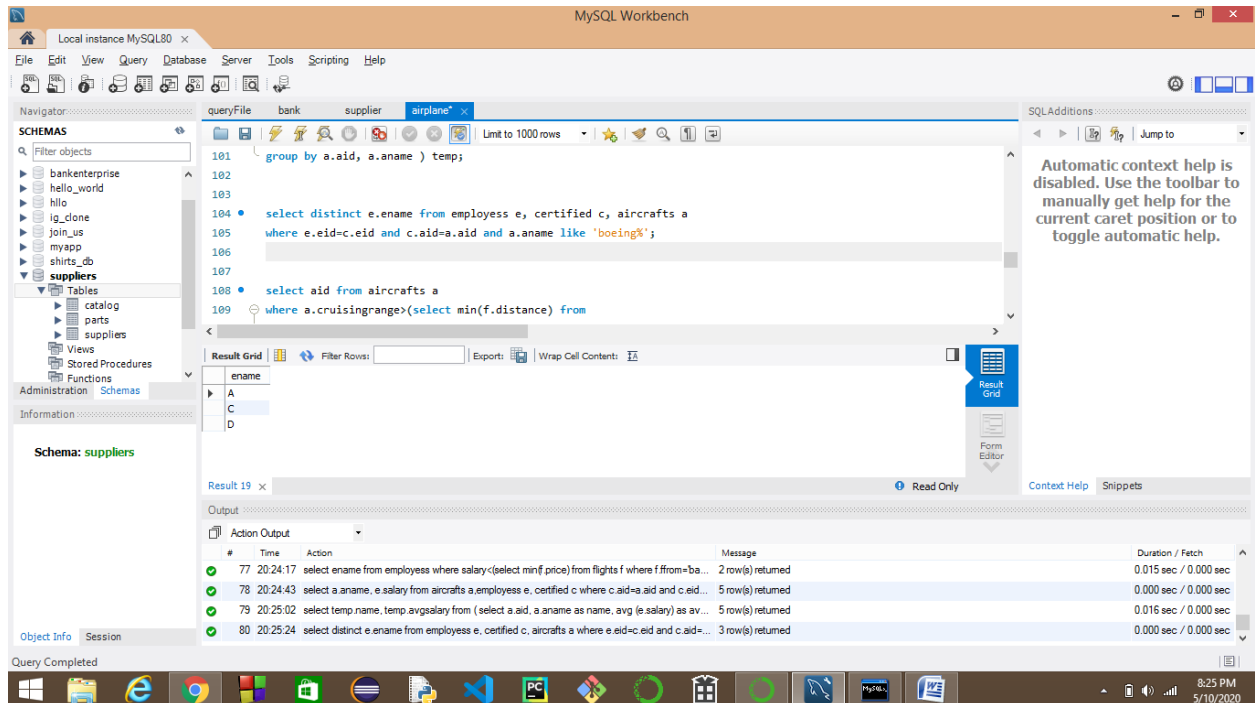 MySQL Workbench
Local instance MySQL80
File Edit View Query Database Server Tools Scripting Help
Navigator
SCHEMAS
Filter objects
bankenterprise
hello_world
hllo
ig_clone
join_us
myapp
shirts_db
suppliers
Tables
catalog
parts
suppliers
Views
Stored Procedures
Functions
Administration Schemas
Information
Schema: suppliers
Object Info Session
queryFile bank supplier airplane*
Limit to 1000 rows
101 group by a.aid, a.aname ) temp;
102
103
104 select distinct e.ename from employess e, certified c, aircrafts a
105 where e.eid=c.eid and c.aid=a.aid and a.aname like 'boeing%';
106
107
108 select aid from aircrafts a
109 where a.cruisingrange>(select min(f.distance) from
Result Grid Filter Rows: Export: Wrap Cell Content:
ename
A
C
D
Result Grid
Form Editor
Result 19 Read Only
SQLAdditions
Jump to
Automatic context help is
disabled. Use the toolbar to
manually get help for the
current caret position or to
toggle automatic help.
Context Help Snippets
Output
Action Output
# Time Action Message Duration / Fetch
77 20:24:17 select ename from employess where salary<(select min(f.price) from flights f where f.ffrom='ba... 2 row(s) returned 0.015 sec / 0.000 sec
78 20:24:43 select a.aname, e.salary from aircrafts a,employess e, certified c where c.aid=a.aid and c.eid... 5 row(s) returned 0.000 sec / 0.000 sec
79 20:25:02 select temp.name, temp.avgsalary from ( select a.aid, a.aname as name, avg (e.salary) as av... 5 row(s) returned 0.016 sec / 0.000 sec
80 20:25:24 select distinct e.ename from employess e, certified c, aircrafts a where e.eid=c.eid and c.aid=... 3 row(s) returned 0.000 sec / 0.000 sec
Query Completed
8:25 PM
5/10/2020